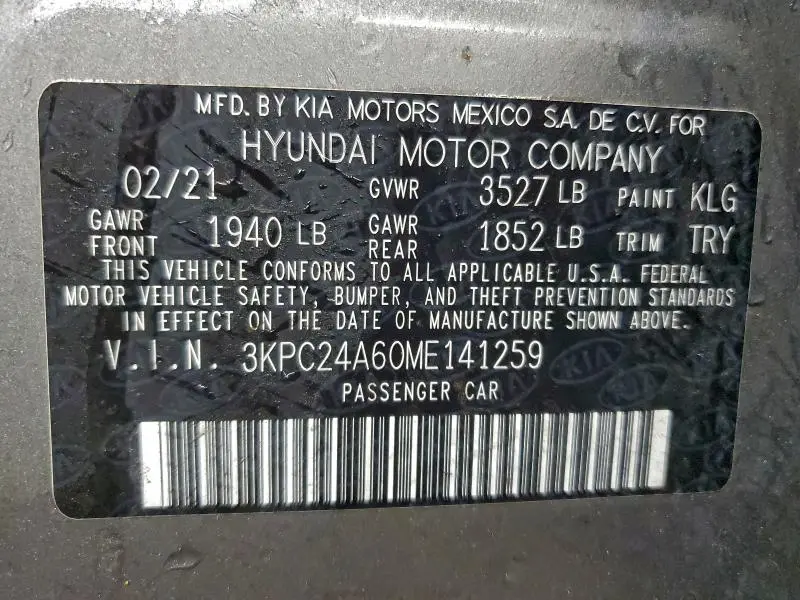 MFD. BY KIA MOTORS MEXICO S.A. DE C.V. FOR
HYUNDAI MOTOR COMPANY
02/21 GVWR 3527 LB PAINT KLG
GAWR FRONT 1940 LB GAWR REAR 1852 LB TRIM TRY
THIS VEHICLE CONFORMS TO ALL APPLICABLE U.S.A. FEDERAL
MOTOR VEHICLE SAFETY, BUMPER, AND THEFT PREVENTION STANDARDS
IN EFFECT ON THE DATE OF MANUFACTURE SHOWN ABOVE.
V.I.N. 3KPC24A60ME141259
PASSENGER CAR